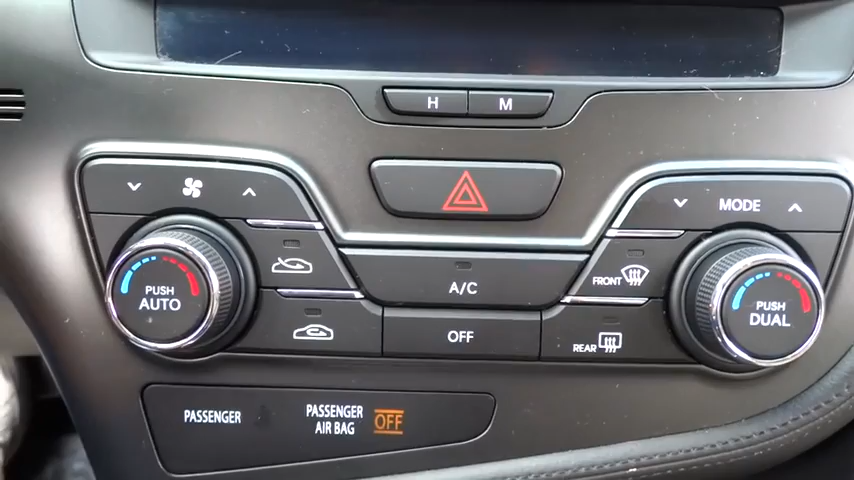 H M
MODE
PUSH
AUTO
A/C
FRONT
PUSH
DUAL
OFF
REAR
PASSENGER
PASSENGER
AIR BAG
OFF